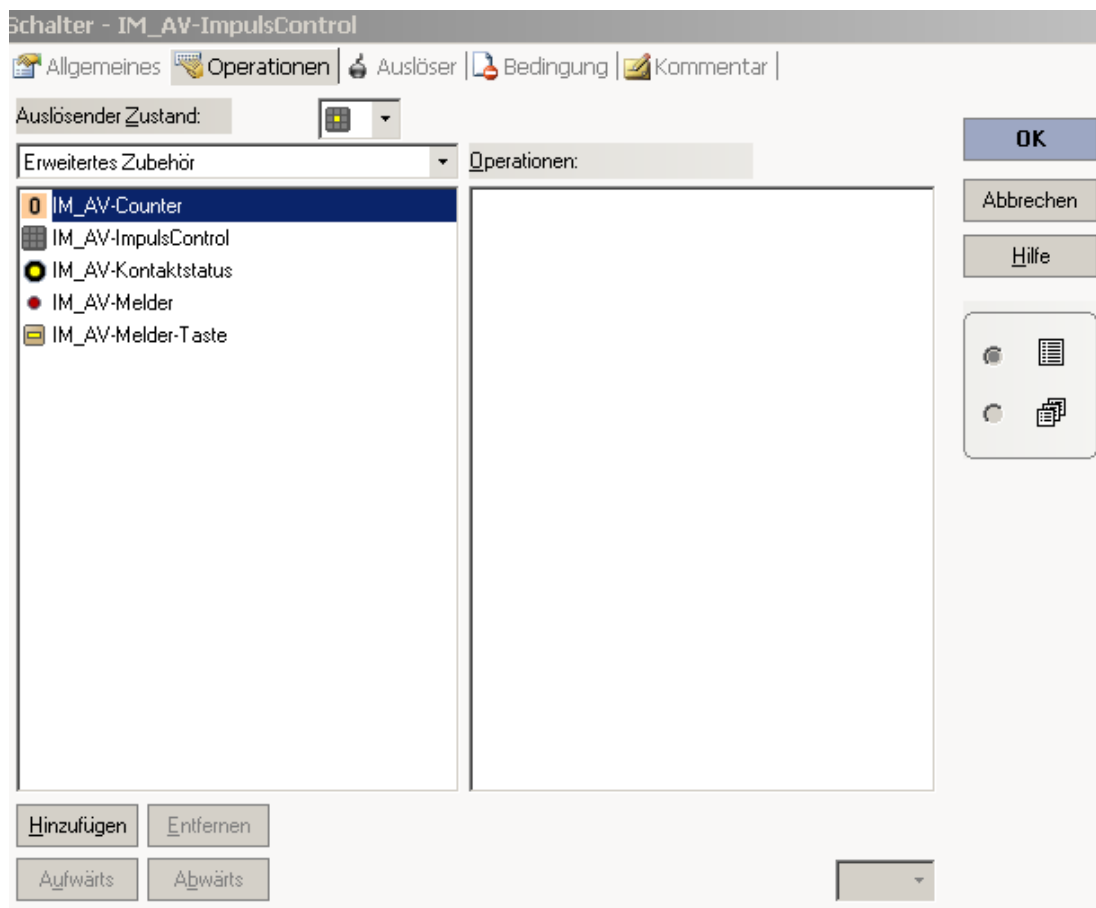 Schalter - IM_AV-ImpulsControl
Allgemeines Operationen Auslöser Bedingung Kommentar
Auslösender Zustand:
Erweitertes Zubehör
Operationen:
0 IM_AV-Counter
IM_AV-ImpulsControl
IM_AV-Kontaktstatus
IM_AV-Melder
IM_AV-Melder-Taste
OK
Abbrechen
Hilfe
Hinzufügen Entfernen
Aufwärts Abwärts